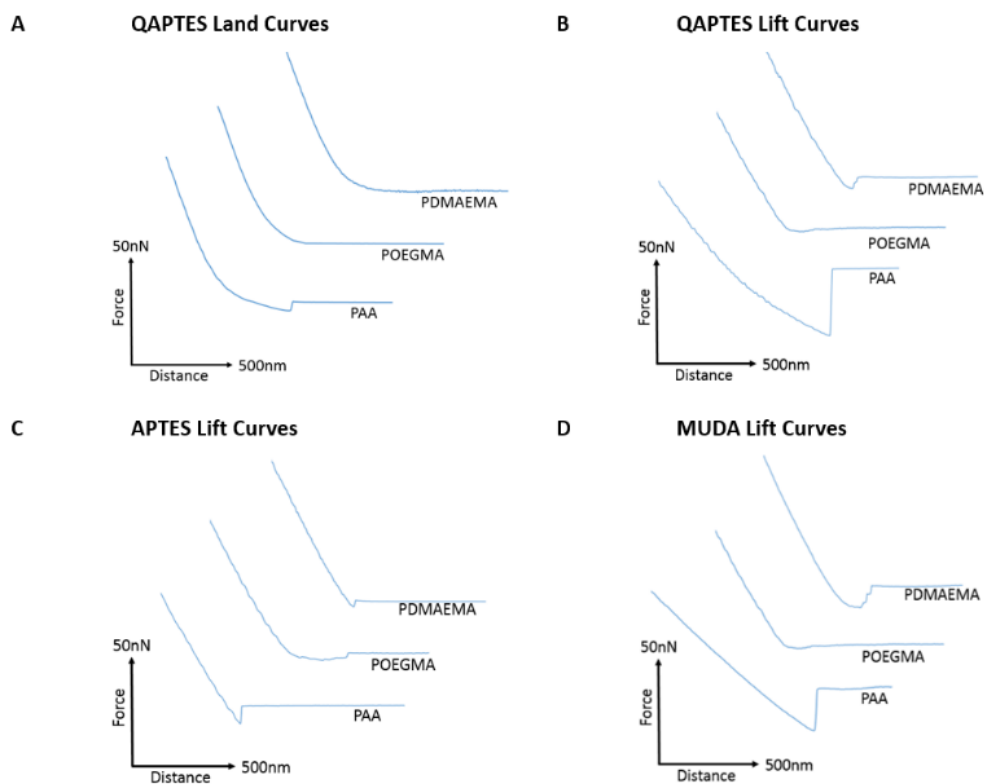 A QAPTES Land Curves
PDMAEMA
POEGMA
PAA
50nN
Force
Distance
500nm
B QAPTES Lift Curves
PDMAEMA
POEGMA
PAA
50nN
Force
Distance
500nm
C APTES Lift Curves
PDMAEMA
POEGMA
PAA
50nN
Force
Distance
500nm
D MUDA Lift Curves
PDMAEMA
POEGMA
PAA
50nN
Force
Distance
500nm